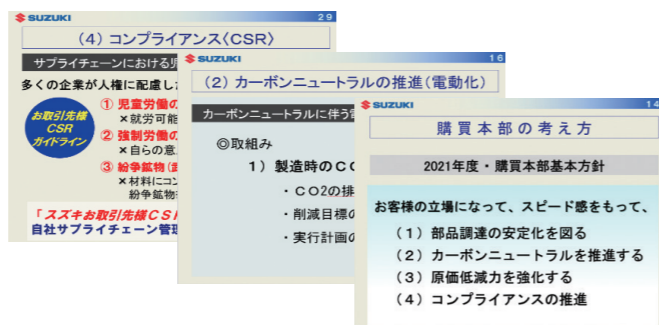 SUZUKI
29
（4）コンプライアンス〈CSR〉
サプライチェーンにおける児
多くの企業が人権に配慮し
お取引先様
CSR
ガイドライン
① 児童労働の
×就労可能
② 強制労働の
×自らの意
③ 紛争鉱物
×材料にコン
紛争鉱物
「スズキお取引先様CSR
自社サプライチェーン管理
SUZUKI
16
（2）カーボンニュートラルの推進（電動化）
カーボンニュートラルに伴う
◎取組み
1）製造時のCO
・CO2の排
・削減目標の
・実行計画の
SUZUKI
14
購買本部の考え方
2021年度・購買本部基本方針
お客様の立場になって、スピード感をもって、
（1）部品調達の安定化を図る
（2）カーボンニュートラルを推進する
（3）原価低減力を強化する
（4）コンプライアンスの推進